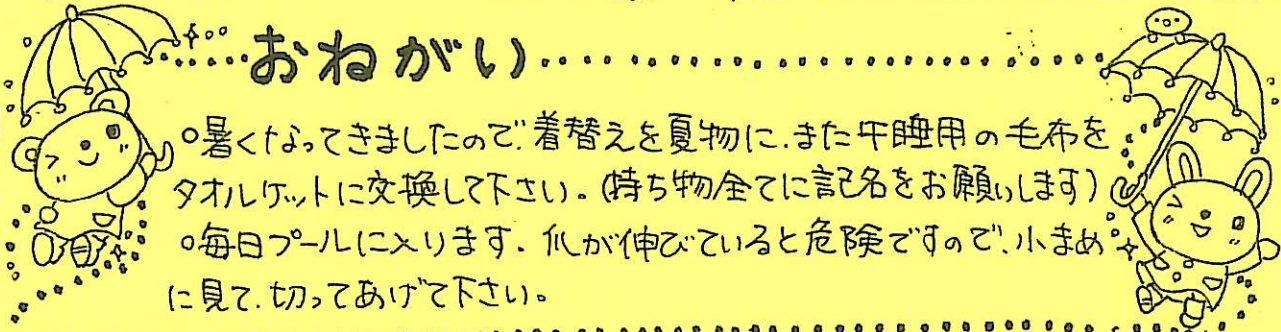 おねがい
○暑くなってきましたので、着替えを夏物に、また午睡用の毛布を
タオルケットに交換して下さい。(持ち物全てに記名をお願いします)
○毎日プールに入ります。爪が伸びていると危険ですので、小まめ
に見て、切ってあげて下さい。